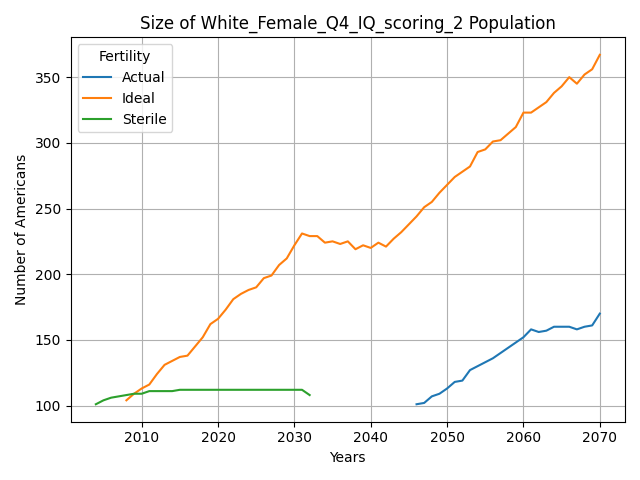 Size of White_Female_Q4_IQ_scoring_2 Population
Fertility
Actual
Ideal
Sterile
Number of Americans
350
300
250
200
150
100
2010 2020 2030 2040 2050 2060 2070
Years